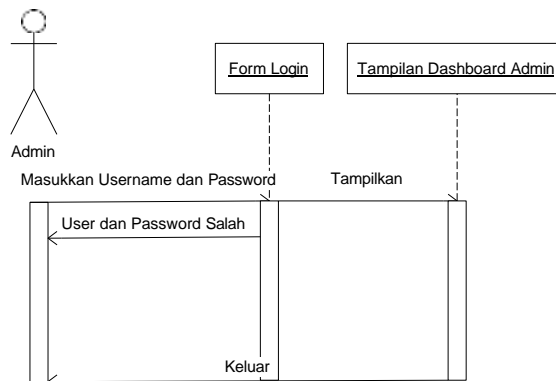 Form Login
Tampilan Dashboard Admin
Admin
Masukkan Username dan Password
Tampilkan
User dan Password Salah
Keluar